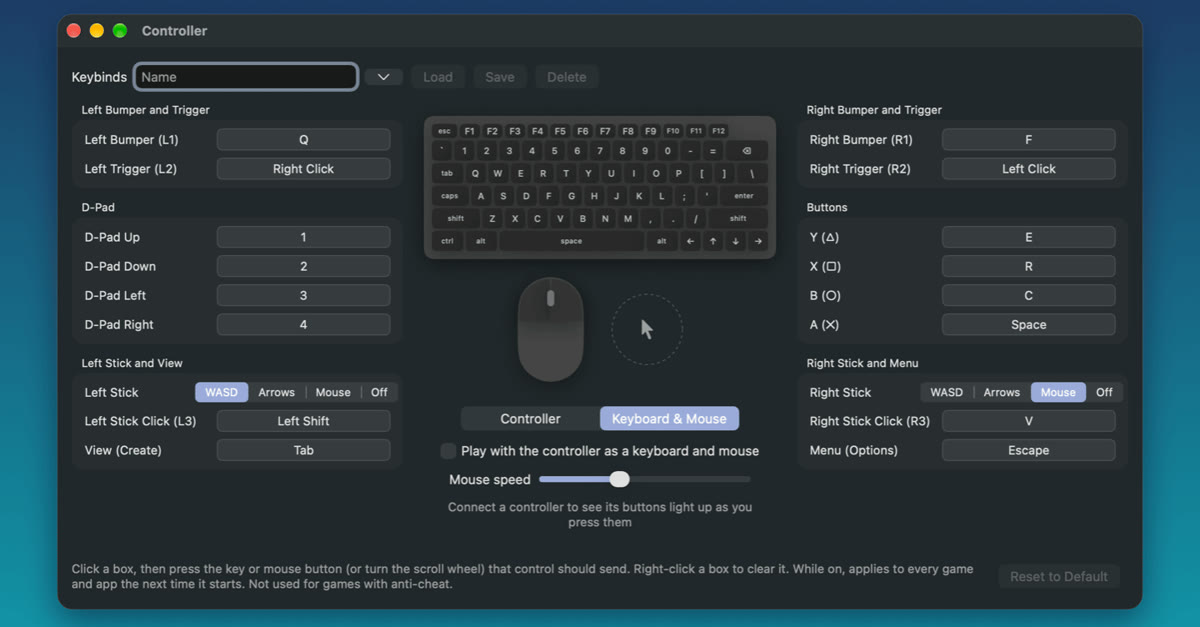 Controller
Keybinds Name Load Save Delete
Left Bumper and Trigger
Left Bumper (L1) Q
Left Trigger (L2) Right Click
D-Pad
D-Pad Up 1
D-Pad Down 2
D-Pad Left 3
D-Pad Right 4
Left Stick and View
Left Stick WASD Arrows Mouse Off
Left Stick Click (L3) Left Shift
View (Create) Tab
esc F1 F2 F3 F4 F5 F6 F7 F8 F9 F10 F11 F12
` 1 2 3 4 5 6 7 8 9 0 - = ⌫
tab Q W E R T Y U I O P [ ] \
caps A S D F G H J K L ; ' enter
shift Z X C V B N M , . / shift
ctrl alt space alt ← ↑ ↓ →
Controller Keyboard & Mouse
Play with the controller as a keyboard and mouse
Mouse speed
Connect a controller to see its buttons light up as you
press them
Right Bumper and Trigger
Right Bumper (R1) F
Right Trigger (R2) Left Click
Buttons
Y (△) E
X (□) R
B (○) C
A (✕) Space
Right Stick and Menu
Right Stick WASD Arrows Mouse Off
Right Stick Click (R3) V
Menu (Options) Escape
Click a box, then press the key or mouse button (or turn the scroll wheel) that control should send. Right-click a box to clear it. While on, applies to every game
and app the next time it starts. Not used for games with anti-cheat.
Reset to Default